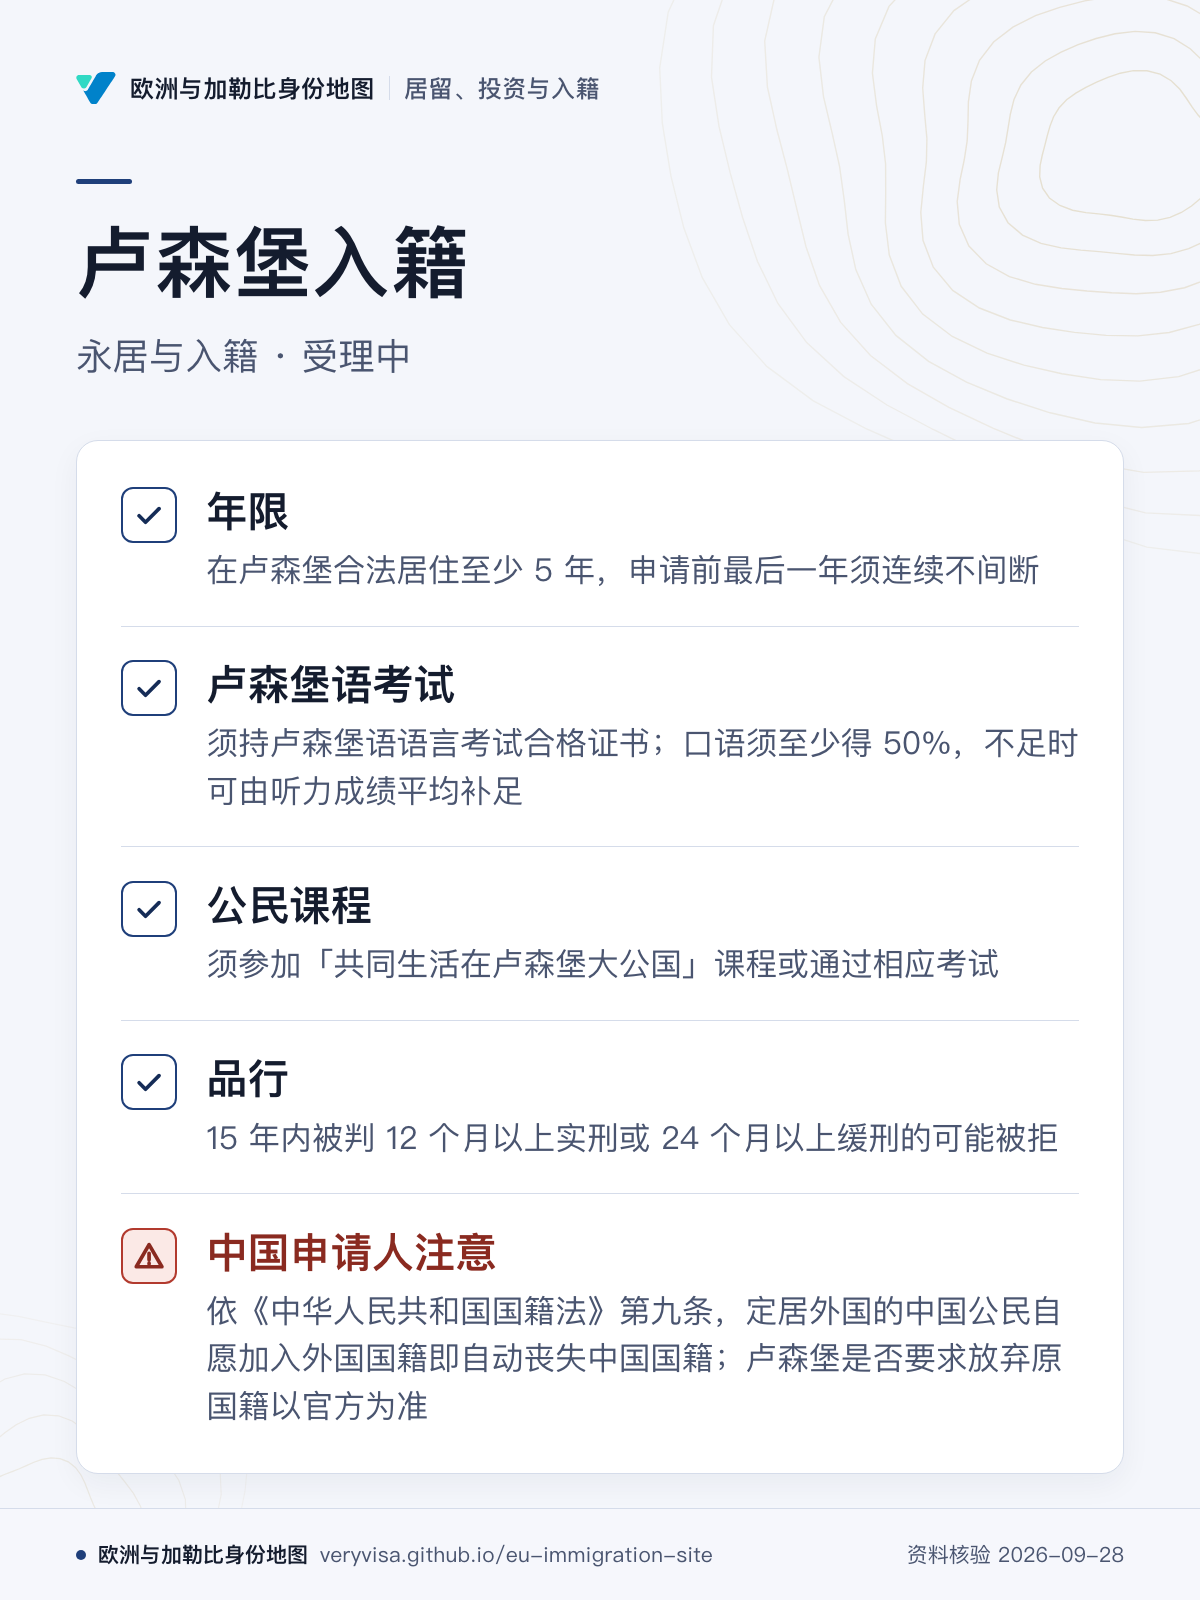 欧洲与加勒比身份地图 居留、投资与入籍
卢森堡入籍
永居与入籍 · 受理中
年限
在卢森堡合法居住至少 5 年，申请前最后一年须连续不间断
卢森堡语考试
须持卢森堡语语言考试合格证书；口语须至少得 50%，不足时
可由听力成绩平均补足
公民课程
须参加「共同生活在卢森堡大公国」课程或通过相应考试
品行
15 年内被判 12 个月以上实刑或 24 个月以上缓刑的可能被拒
中国申请人注意
依《中华人民共和国国籍法》第九条，定居外国的中国公民自
愿加入外国国籍即自动丧失中国国籍；卢森堡是否要求放弃原
国籍以官方为准
欧洲与加勒比身份地图 veryvisa.github.io/eu-immigration-site 资料核验 2026-09-28